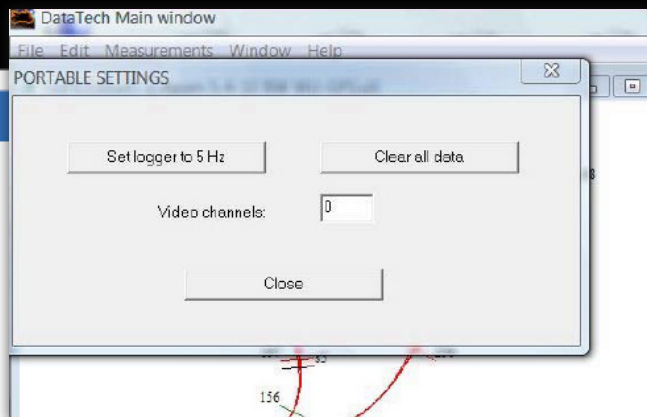 DataTech Main window
File Edit Measurements Window Help
PORTABLE SETTINGS
Set logger to 5 Hz
Clear all data
Video channels:
0
Close
156